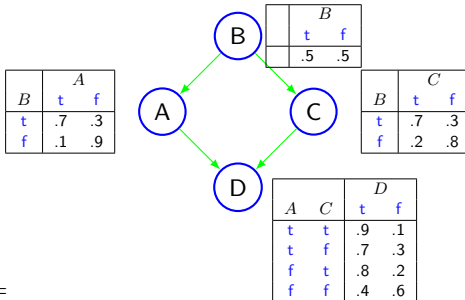 B
B
t f
.5 .5
A
B t f
t .7 .3
f .1 .9
A
C
C
B t f
t .7 .3
f .2 .8
D
D
A C t f
t t .9 .1
t f .7 .3
f t .8 .2
f f .4 .6
=